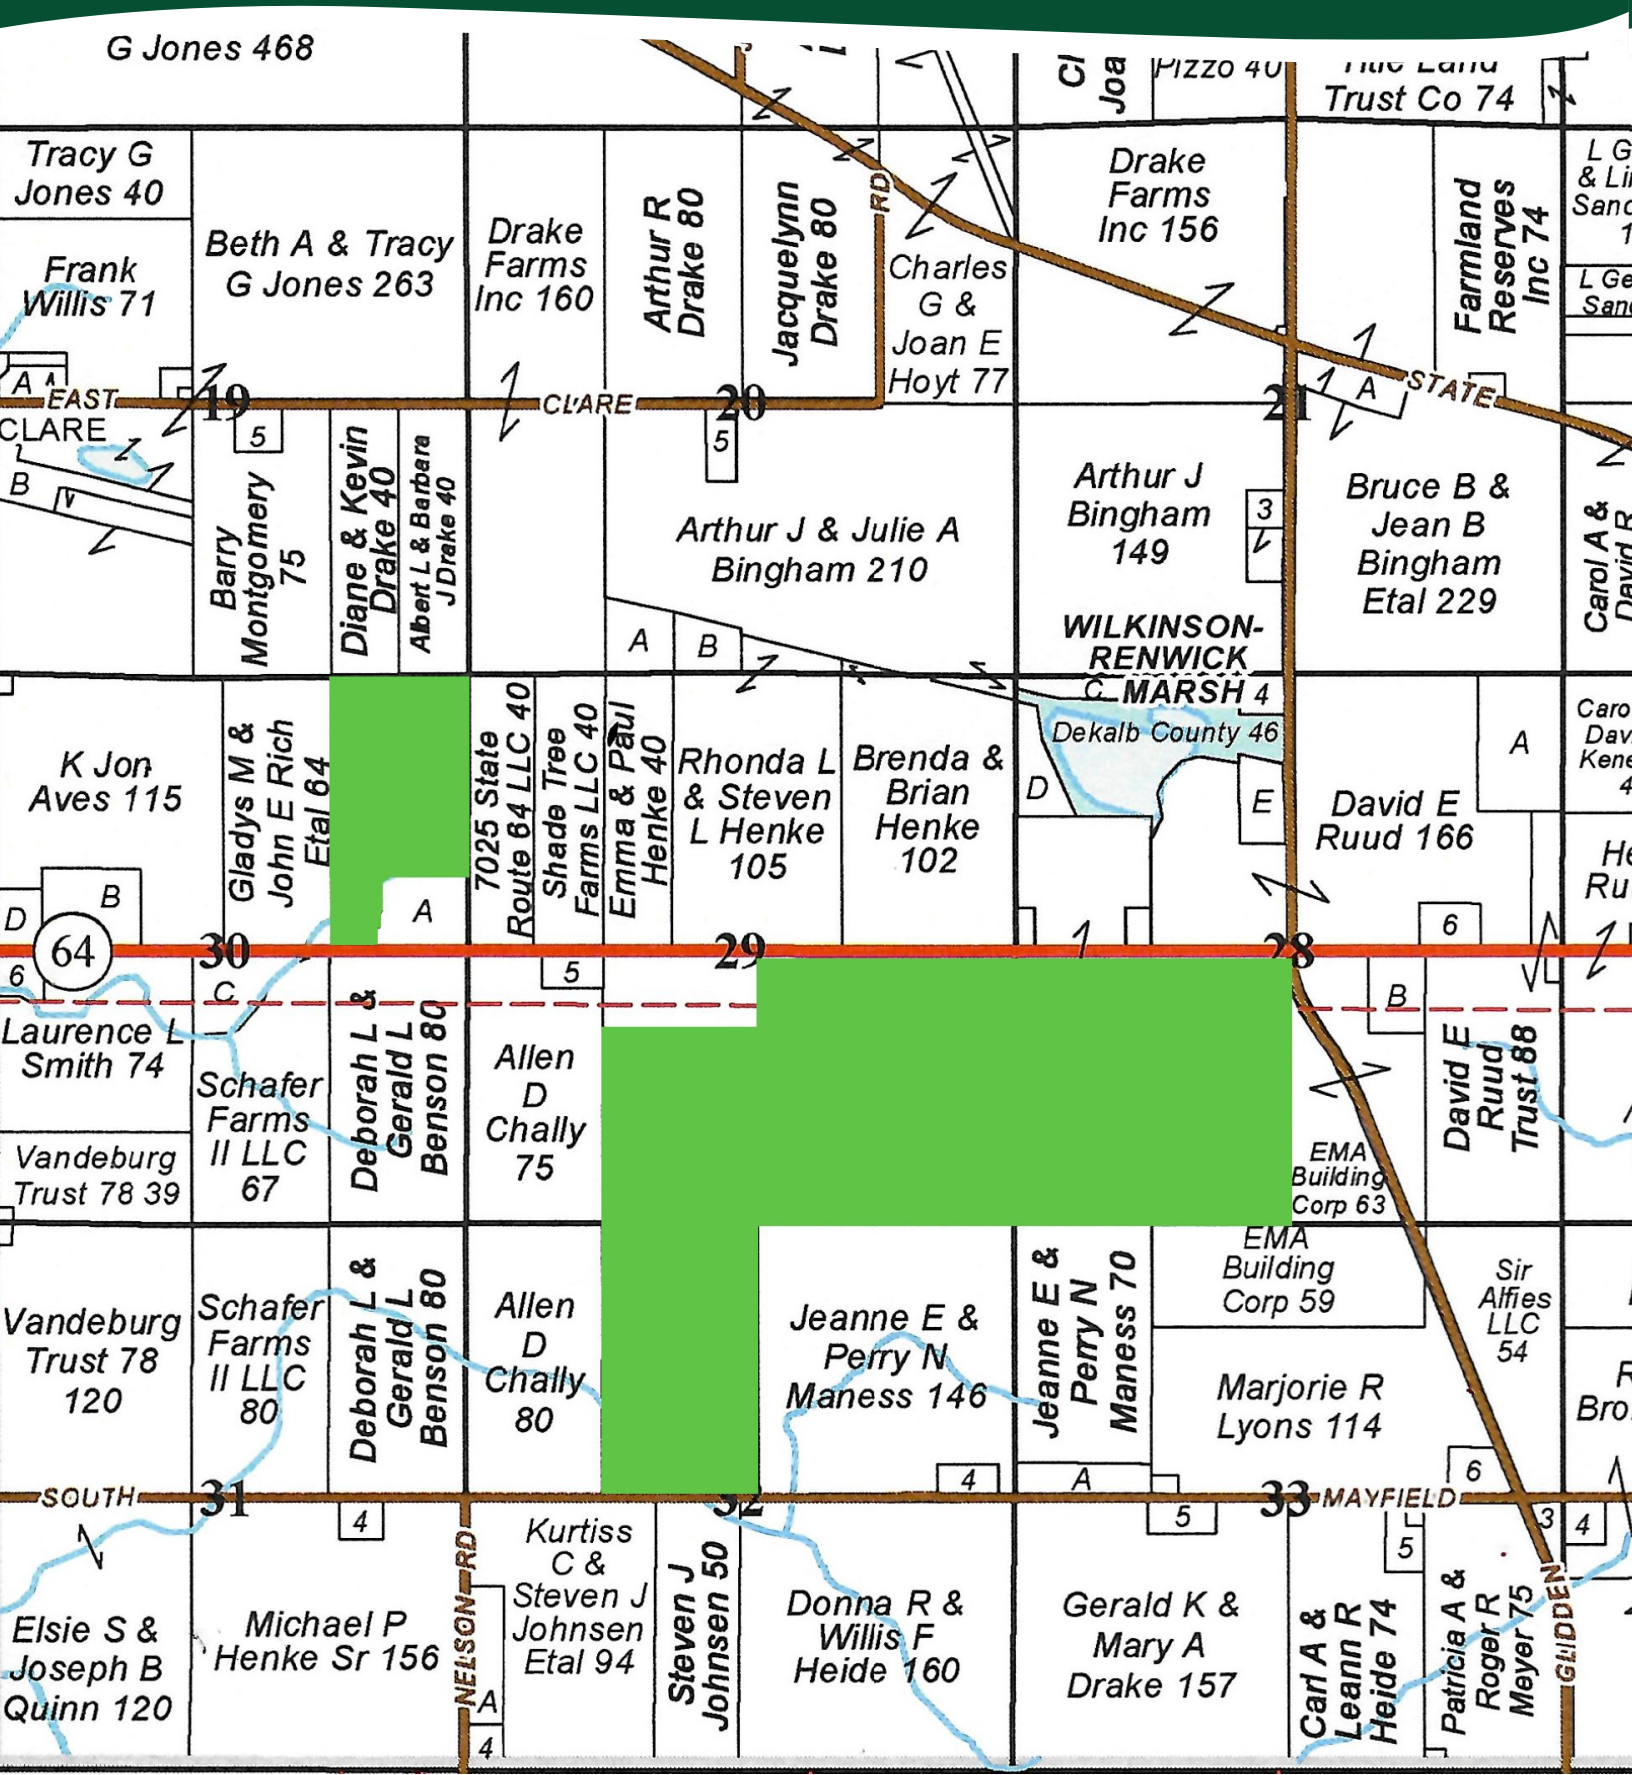 G Jones 468
Pizzo 40
Trust Co 74
Tracy G
Jones 40
Frank
Willis 71
Beth A & Tracy
G Jones 263
Drake
Farms
Inc 160
Arthur R
Drake 80
Jacquelynn
Drake 80
RD
Charles
G &
Joan E
Hoyt 77
Drake
Farms
Inc 156
Farmland
Reserves
Inc 74
A
EAST
CLARE
19
CLARE
20
21
A
STATE
B
5
Barry
Montgomery
75
Diane & Kevin
Drake 40
Albert L & Barbara
J Drake 40
5
Arthur J & Julie A
Bingham 210
A
B
Arthur J
Bingham
149
3
Bruce B &
Jean B
Bingham
Etal 229
Carol A &
David R
WILKINSON-
RENWICK
MARSH
C
4
Dekalb County 46
K Jon
Aves 115
Gladys M &
John E Rich
Etal 64
7025 State
Route 64 LLC 40
Shade Tree
Farms LLC 40
Emma & Paul
Henke 40
Rhonda L
& Steven
L Henke
105
Brenda &
Brian
Henke
102
D
E
David E
Ruud 166
A
D
B
A
6
64
30
29
28
6
C
5
B
Laurence L
Smith 74
Vandeburg
Trust 78 39
Schafer
Farms
II LLC
67
Deborah L &
Gerald L
Benson 80
Allen
D
Chally
75
EMA
Building
Corp 63
David E
Ruud
Trust 88
Vandeburg
Trust 78
120
Schafer
Farms
II LLC
80
Deborah L &
Gerald L
Benson 80
Allen
D
Chally
80
Jeanne E &
Perry N
Maness 146
Jeanne E &
Perry N
Maness 70
EMA
Building
Corp 59
Sir
Alfies
LLC
54
Marjorie R
Lyons 114
4
A
6
SOUTH
31
32
33
MAYFIELD
4
5
5
3
4
NELSON RD
Kurtiss
C &
Steven J
Johnsen
Etal 94
Steven J
Johnsen 50
Donna R &
Willis F
Heide 160
Gerald K &
Mary A
Drake 157
Carl A &
Leann R
Heide 74
Patricia A &
Roger R
Meyer 75
GLIDDEN
Elsie S &
Joseph B
Quinn 120
Michael P
Henke Sr 156
A
4